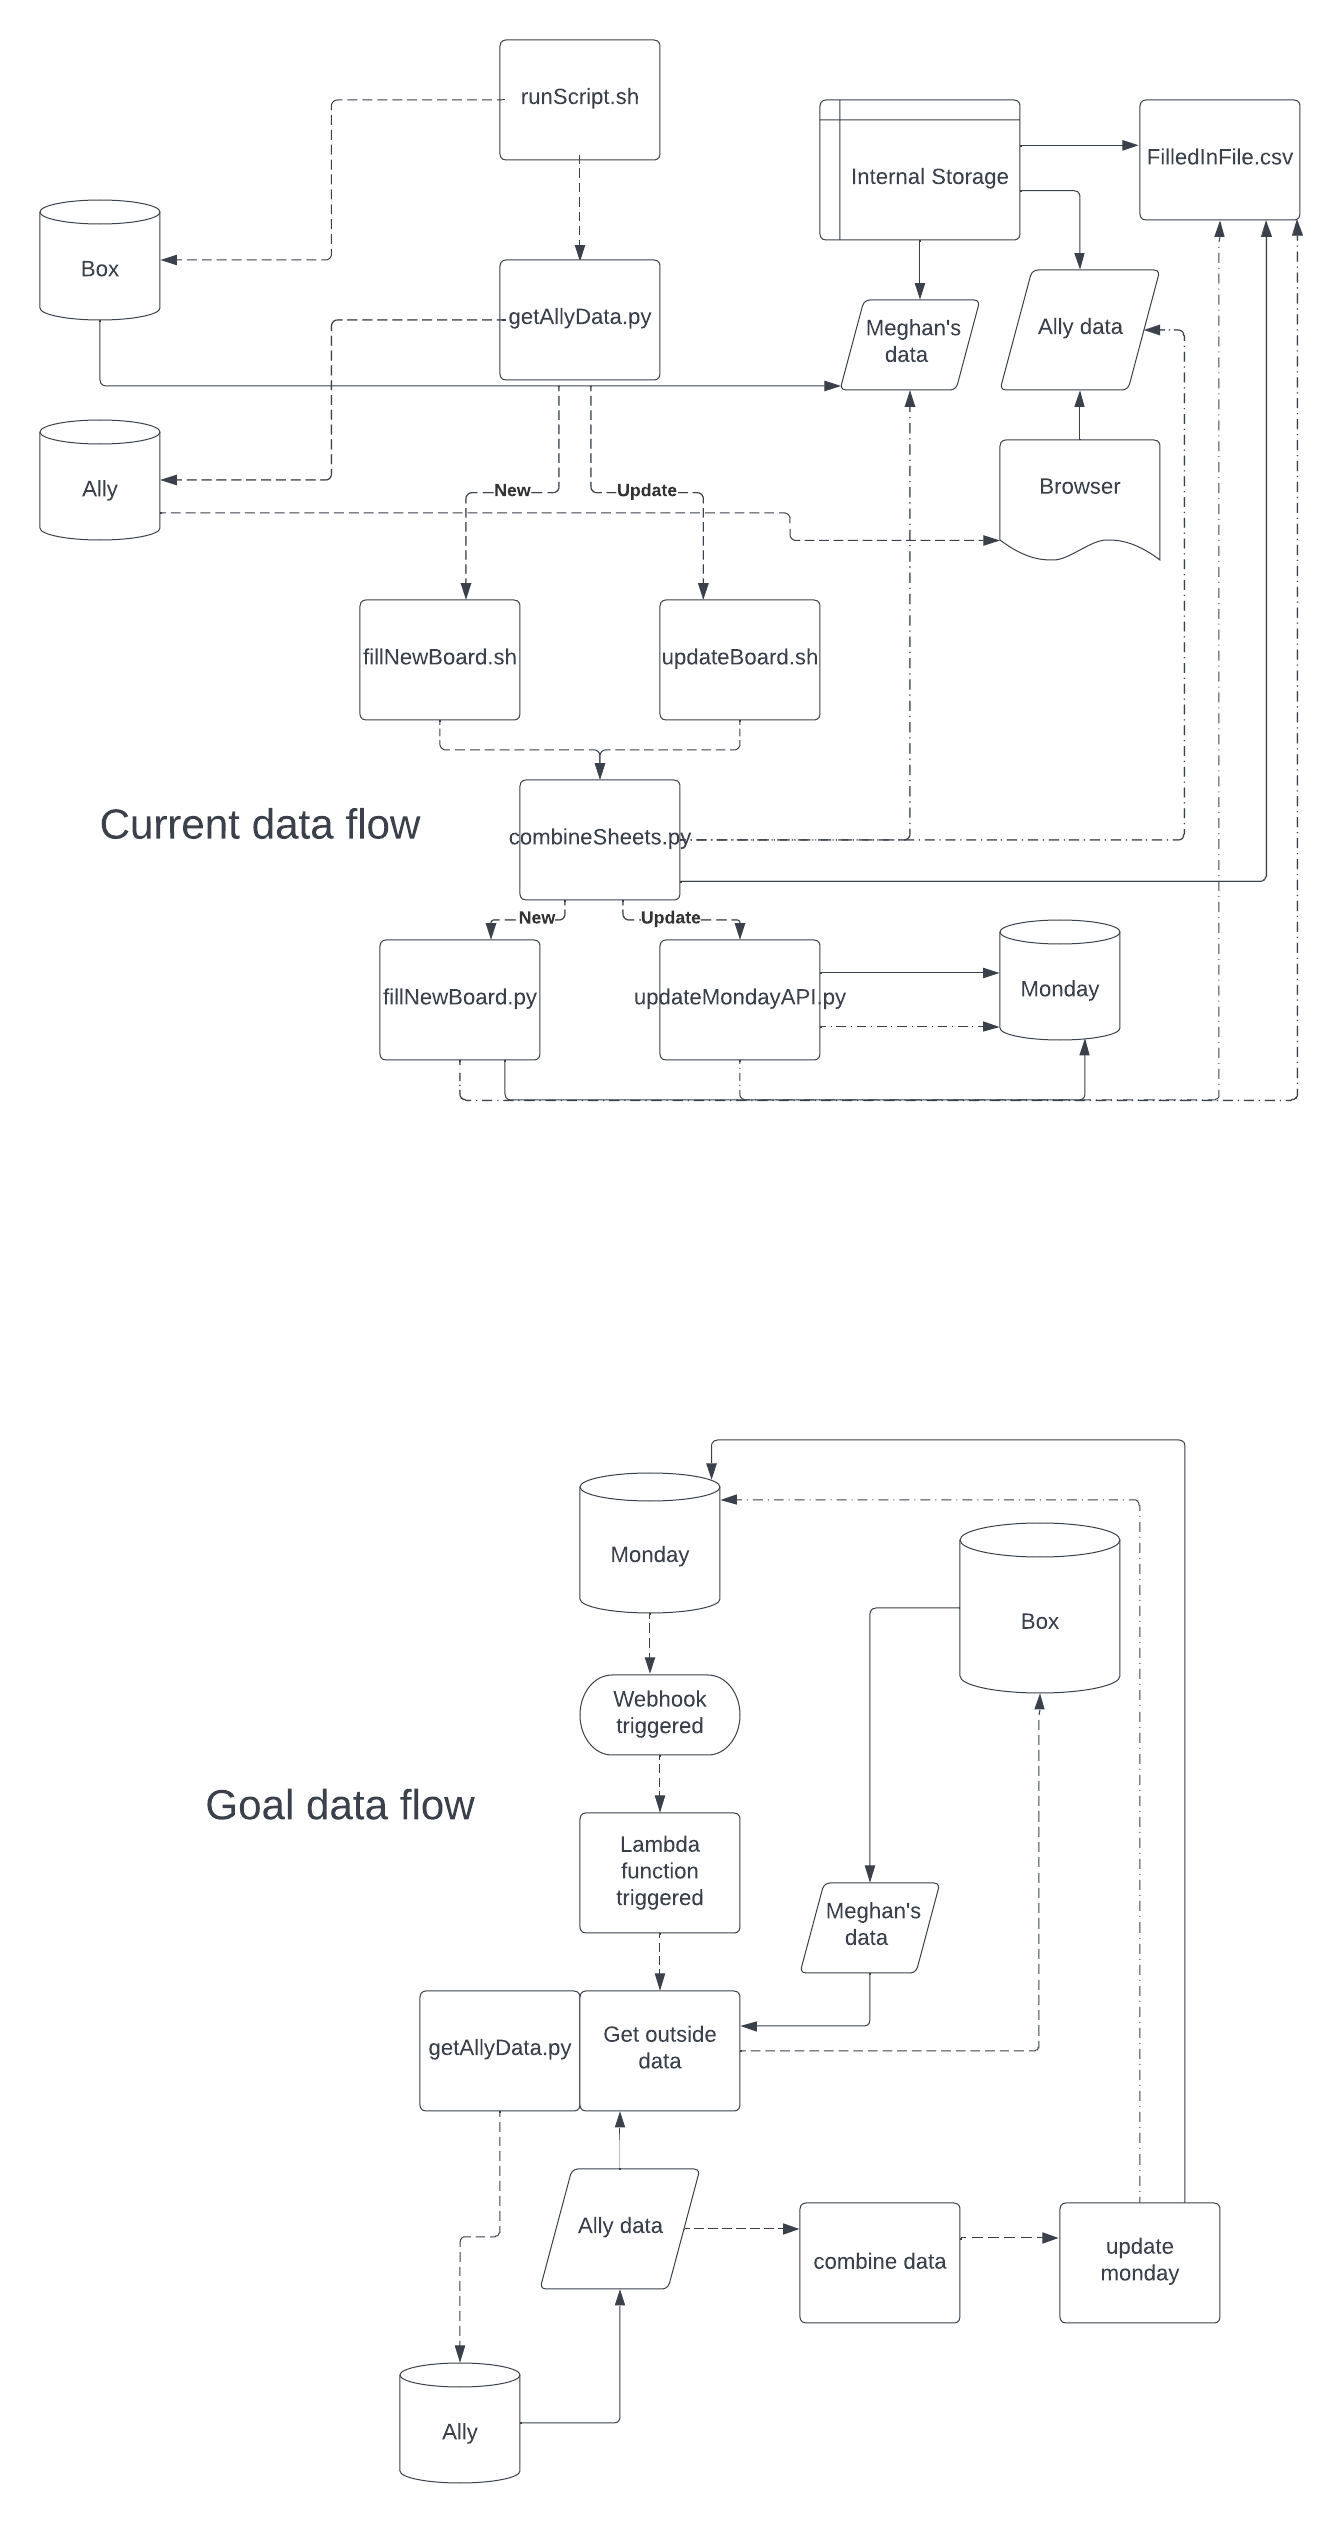 runScript.sh
Internal Storage
FilledInFile.csv
Box
getAllyData.py
Meghan's
data
Ally data
Ally
New
Update
Browser
fillNewBoard.sh
updateBoard.sh
Current data flow
combineSheets.py
New
Update
fillNewBoard.py
updateMondayAPI.py
Monday
Monday
Box
Webhook
triggered
Goal data flow
Lambda
function
triggered
Meghan's
data
getAllyData.py
Get outside
data
Ally data
combine data
update
monday
Ally